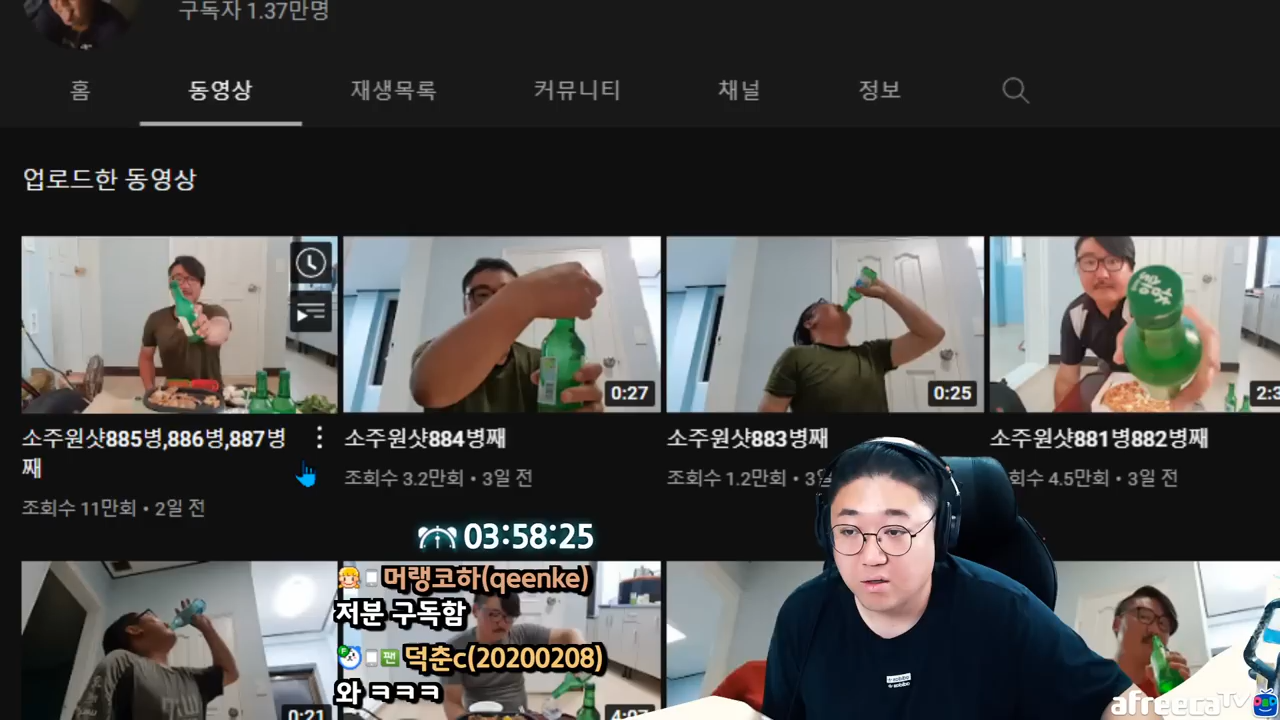 구독자 1.37만명
홈 동영상 재생목록 커뮤니티 채널 정보
업로드한 동영상
0:27
0:25
소주원샷885병,886병,887병
째
조회수 11만회 • 2일 전
소주원샷884병째
조회수 3.2만회 • 3일 전
소주원샷883병째
조회수 1.2만회
소주원샷881병882병째
조회수 4.5만회 • 3일 전
03:58:25
머랭코하(qeenke)
저분 구독함
팬 덕춘c(20200208)
와 ㅋㅋㅋ
0:21
4:07
afreecaTV